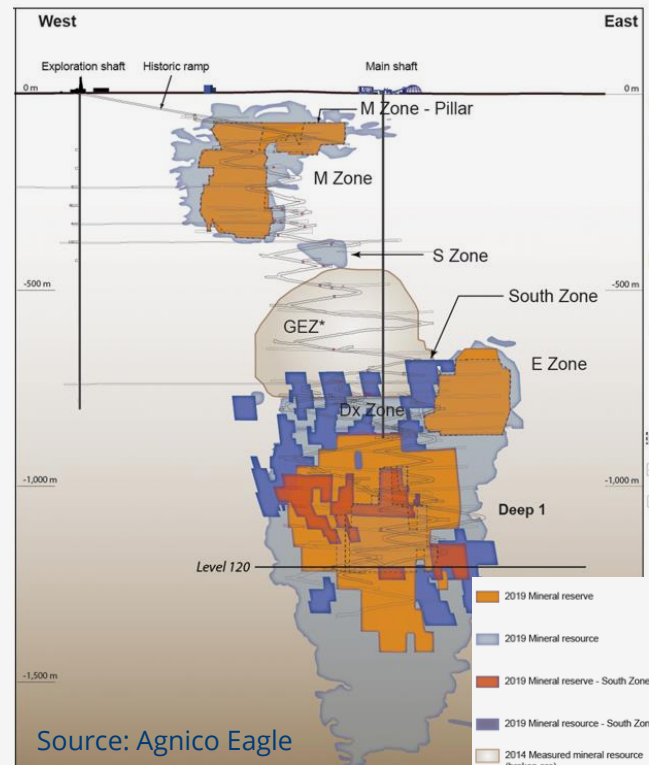 West
East
Exploration shaft
Historic ramp
Main shaft
0 m
0 m
M Zone - Pillar
M Zone
S Zone
-500 m
-500 m
South Zone
GEZ*
E Zone
Dx Zone
-1,000 m
-1,000 m
Deep 1
Level 120
2019 Mineral reserve
2019 Mineral resource
2019 Mineral reserve - South Zone
-1,500 m
2019 Mineral resource - South Zon
Source: Agnico Eagle
2014 Measured mineral resource